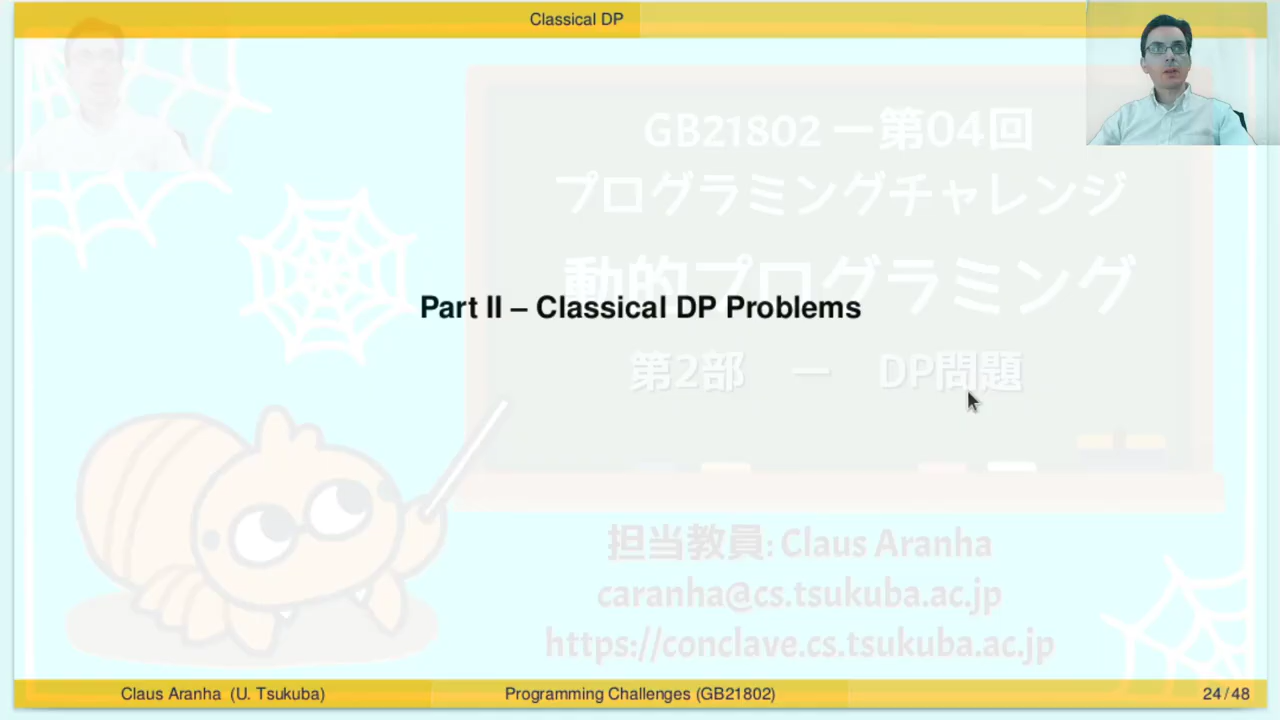 Classical DP
GB21802 ー第04回
プログラミングチャレンジ
動的プログラミング
Part II – Classical DP Problems
第2部 ー DP問題
担当教員: Claus Aranha
caranha@cs.tsukuba.ac.jp
https://conclave.cs.tsukuba.ac.jp
Claus Aranha (U. Tsukuba)
Programming Challenges (GB21802)
24 / 48